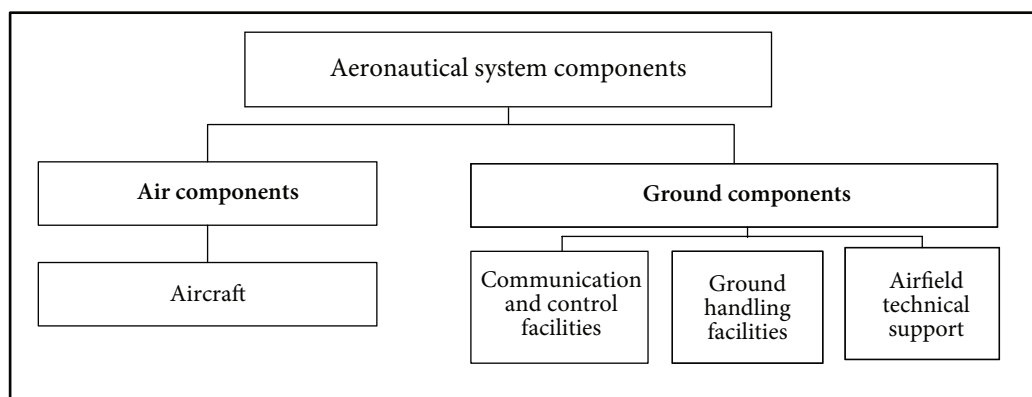 Aeronautical system components
Air components
Ground components
Aircraft
Communication
and control
facilities
Ground
handling
facilities
Airfield
technical
support